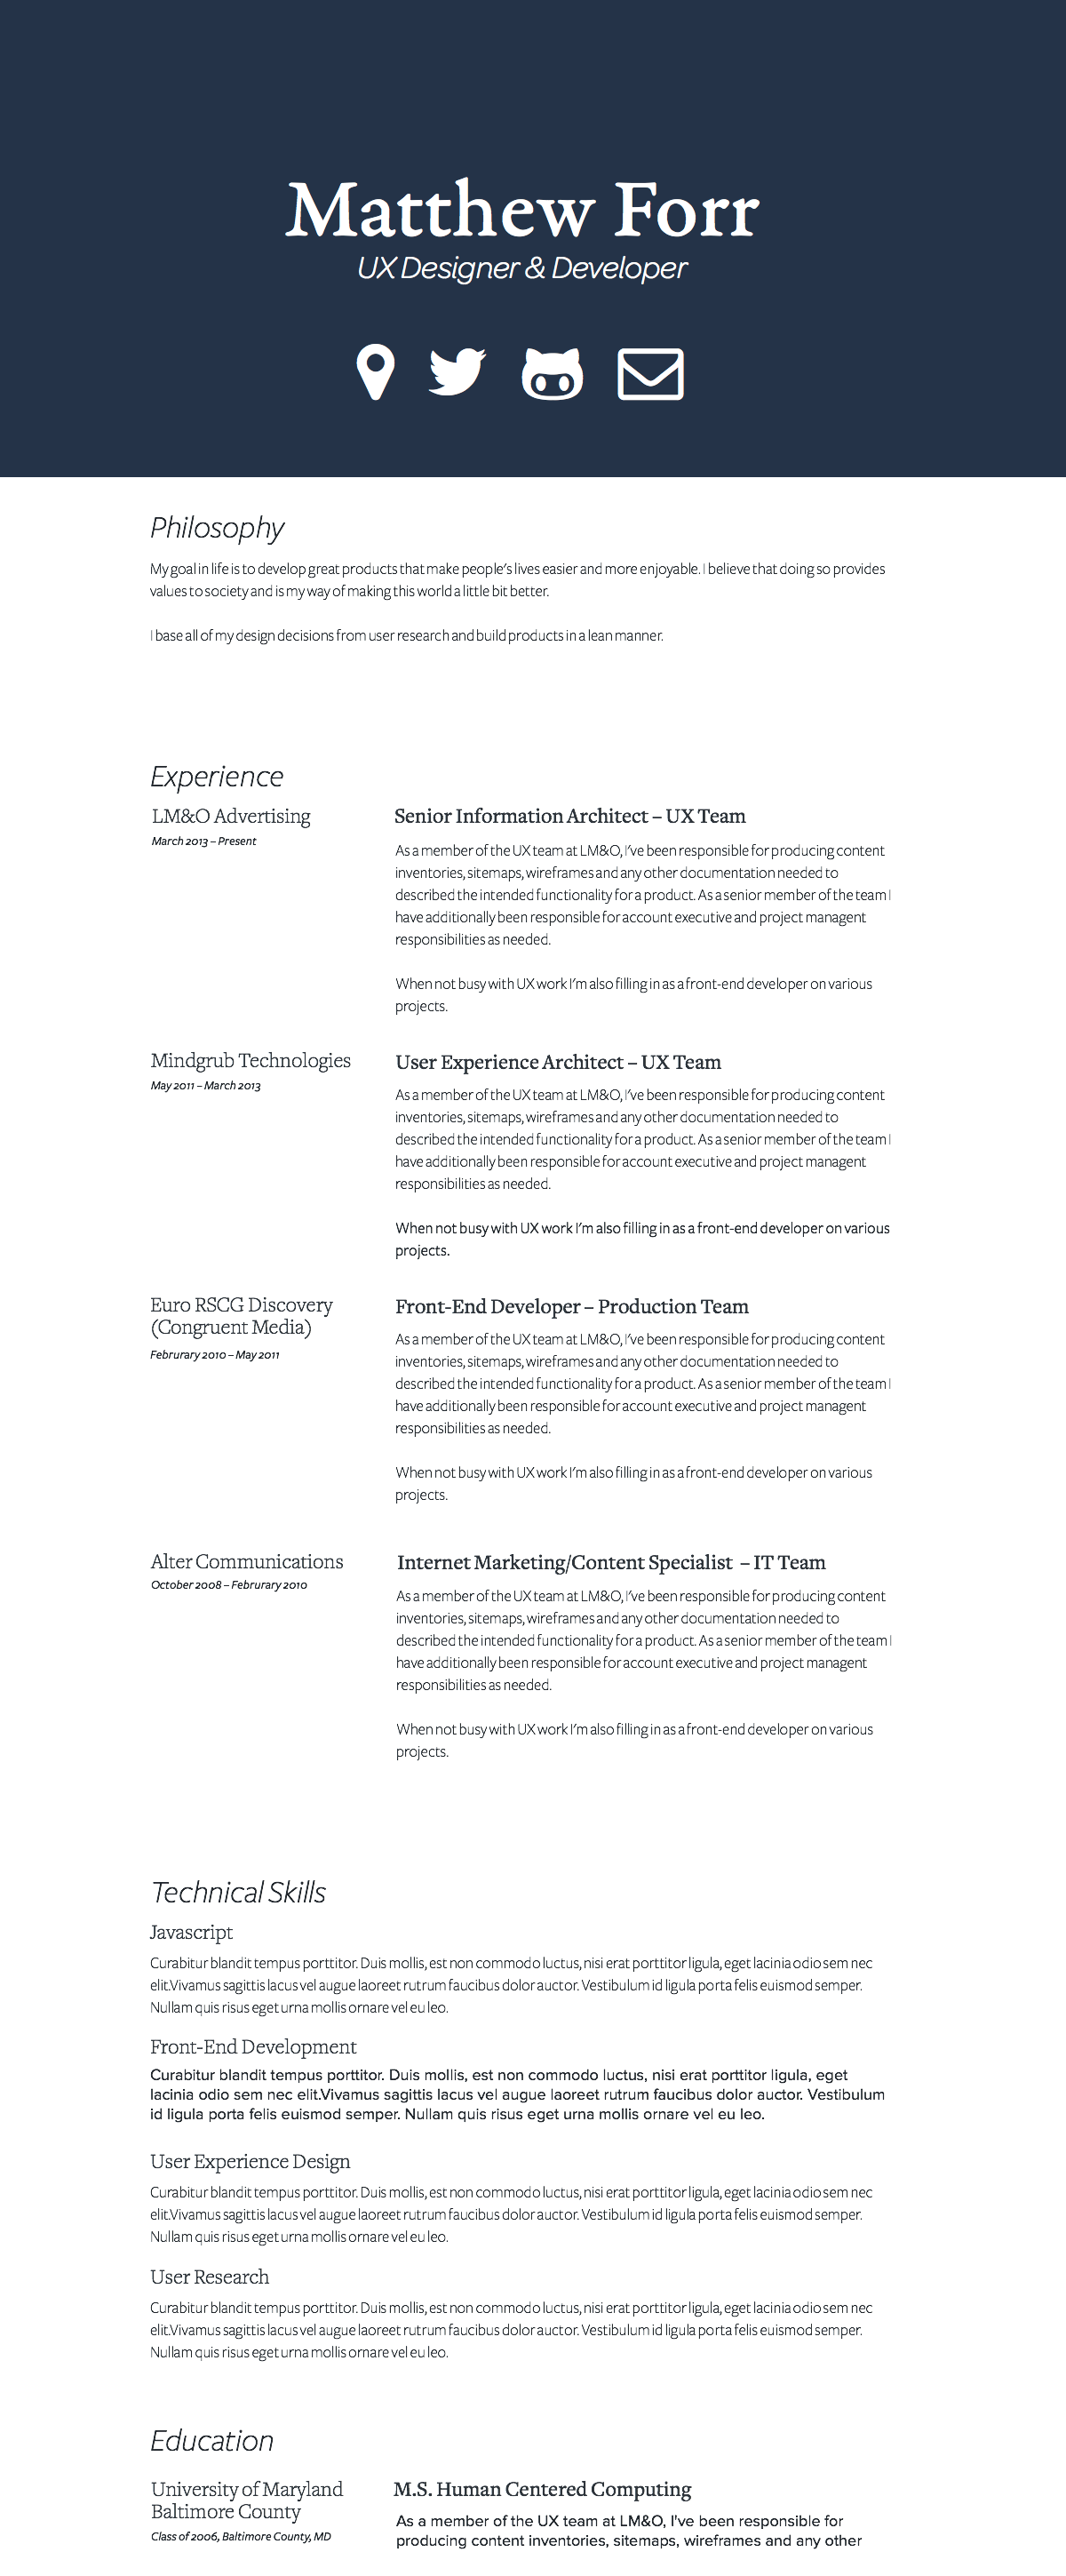 Matthew Forr
UX Designer & Developer
Philosophy
My goal in life is to develop great products that make people's lives easier and more enjoyable. I believe that doing so provides
values to society and is my way of making this world a little bit better.
I base all of my design decisions from user research and build products in a lean manner.
Experience
LM&O Advertising
March 2013 – Present
Senior Information Architect – UX Team
As a member of the UX team at LM&O, I've been responsible for producing content
inventories, sitemaps, wireframes and any other documentation needed to
described the intended functionality for a product. As a senior member of the team I
have additionally been responsible for account executive and project managent
responsibilities as needed.
When not busy with UX work I'm also filling in as a front-end developer on various
projects.
Mindgrub Technologies
May 2011 – March 2013
User Experience Architect – UX Team
As a member of the UX team at LM&O, I've been responsible for producing content
inventories, sitemaps, wireframes and any other documentation needed to
described the intended functionality for a product. As a senior member of the team I
have additionally been responsible for account executive and project managent
responsibilities as needed.
When not busy with UX work I'm also filling in as a front-end developer on various
projects.
Euro RSCG Discovery
(Congruent Media)
Februrary 2010 – May 2011
Front-End Developer – Production Team
As a member of the UX team at LM&O, I've been responsible for producing content
inventories, sitemaps, wireframes and any other documentation needed to
described the intended functionality for a product. As a senior member of the team I
have additionally been responsible for account executive and project managent
responsibilities as needed.
When not busy with UX work I'm also filling in as a front-end developer on various
projects.
Alter Communications
October 2008 – Februrary 2010
Internet Marketing/Content Specialist – IT Team
As a member of the UX team at LM&O, I've been responsible for producing content
inventories, sitemaps, wireframes and any other documentation needed to
described the intended functionality for a product. As a senior member of the team I
have additionally been responsible for account executive and project managent
responsibilities as needed.
When not busy with UX work I'm also filling in as a front-end developer on various
projects.
Technical Skills
Javascript
Curabitur blandit tempus porttitor. Duis mollis, est non commodo luctus, nisi erat porttitor ligula, eget lacinia odio sem nec
elit.Vivamus sagittis lacus vel augue laoreet rutrum faucibus dolor auctor. Vestibulum id ligula porta felis euismod semper.
Nullam quis risus eget urna mollis ornare vel eu leo.
Front-End Development
Curabitur blandit tempus porttitor. Duis mollis, est non commodo luctus, nisi erat porttitor ligula, eget
lacinia odio sem nec elit.Vivamus sagittis lacus vel augue laoreet rutrum faucibus dolor auctor. Vestibulum
id ligula porta felis euismod semper. Nullam quis risus eget urna mollis ornare vel eu leo.
User Experience Design
Curabitur blandit tempus porttitor. Duis mollis, est non commodo luctus, nisi erat porttitor ligula, eget lacinia odio sem nec
elit.Vivamus sagittis lacus vel augue laoreet rutrum faucibus dolor auctor. Vestibulum id ligula porta felis euismod semper.
Nullam quis risus eget urna mollis ornare vel eu leo.
User Research
Curabitur blandit tempus porttitor. Duis mollis, est non commodo luctus, nisi erat porttitor ligula, eget lacinia odio sem nec
elit.Vivamus sagittis lacus vel augue laoreet rutrum faucibus dolor auctor. Vestibulum id ligula porta felis euismod semper.
Nullam quis risus eget urna mollis ornare vel eu leo.
Education
University of Maryland
Baltimore County
Class of 2006, Baltimore County, MD
M.S. Human Centered Computing
As a member of the UX team at LM&O, I've been responsible for
producing content inventories, sitemaps, wireframes and any other